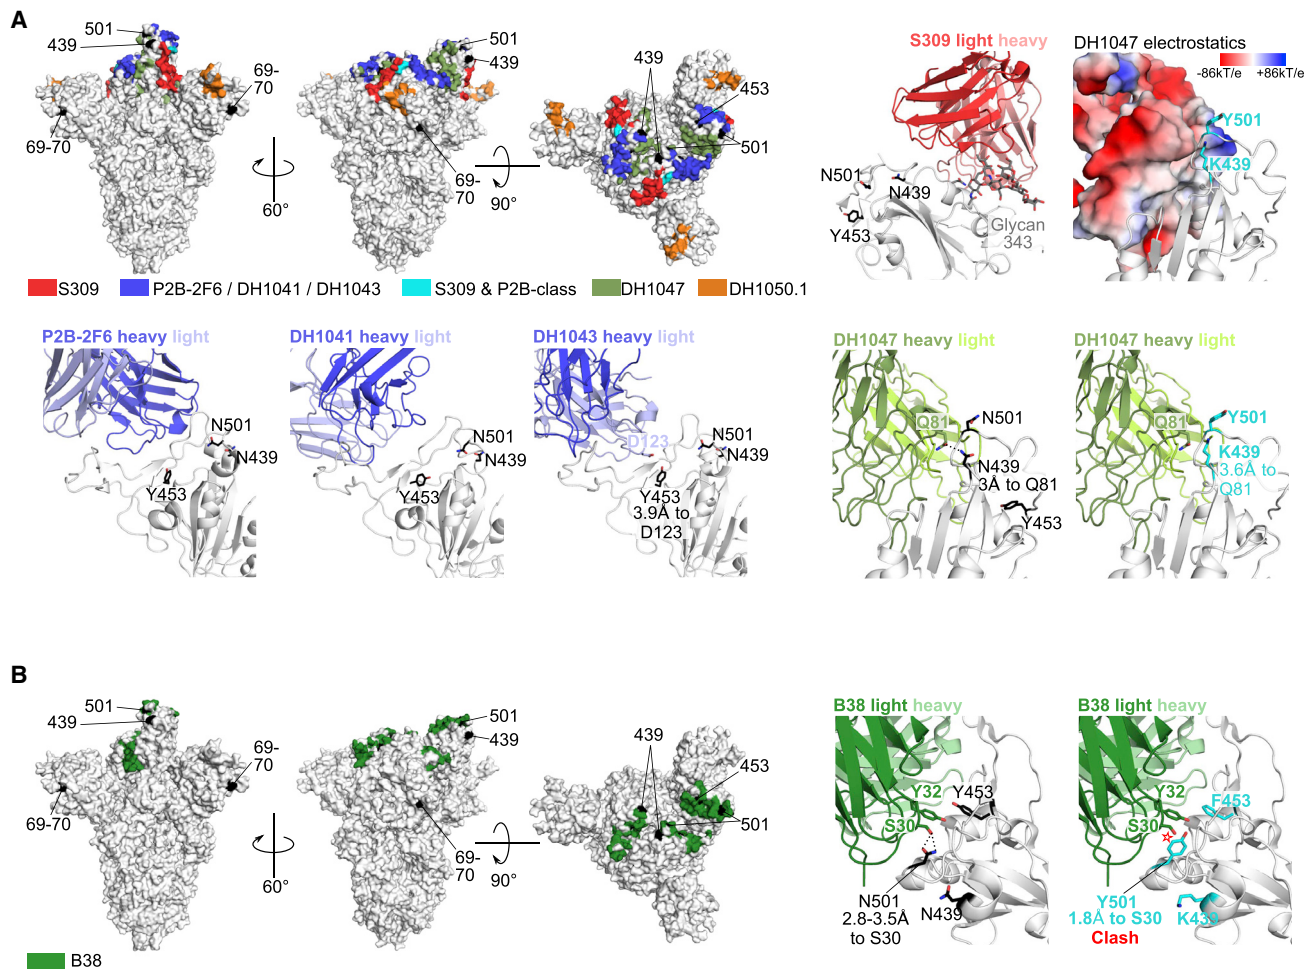 A
501
439
69-
70
69-70
60°
501
439
69-
70
90°
439
453
501
S309 light heavy
N501
N439
Y453
Glycan
343
DH1047 electrostatics
-86kT/e
+86kT/e
Y501
K439
S309
P2B-2F6 / DH1041 / DH1043
S309 & P2B-class
DH1047
DH1050.1
P2B-2F6 heavy light
N501
N439
Y453
DH1041 heavy light
N501
N439
Y453
DH1043 heavy light
D123
N501
N439
Y453
3.9Å to
D123
DH1047 heavy light
Q81
N501
N439
3Å to Q81
Y453
DH1047 heavy light
Q81
Y501
K439
3.6Å to
Q81
B
501
439
69-
70
69-70
60°
501
439
69-
70
90°
439
453
501
B38 light heavy
Y32
Y453
S30
N501
2.8-3.5Å
to S30
N439
B38 light heavy
Y32
F453
S30
Y501
1.8Å to S30
K439
Clash
B38